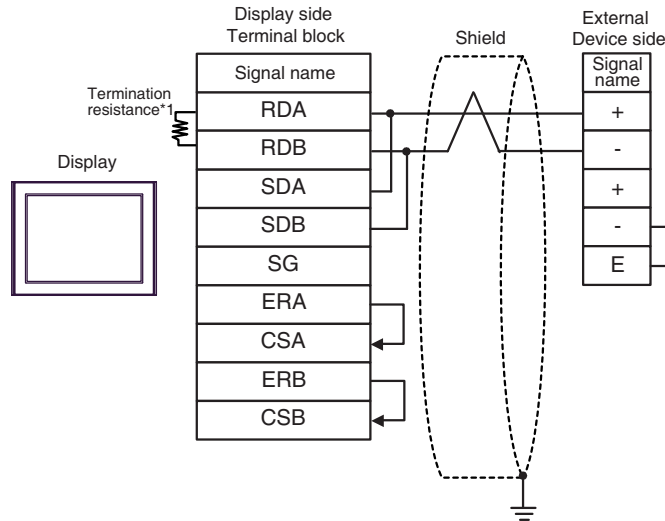 Display side
Terminal block
Shield
External
Device side
Signal name
Signal
name
Termination
resistance*1
RDA
+
RDB
-
Display
SDA
+
SDB
-
SG
E
ERA
CSA
ERB
CSB